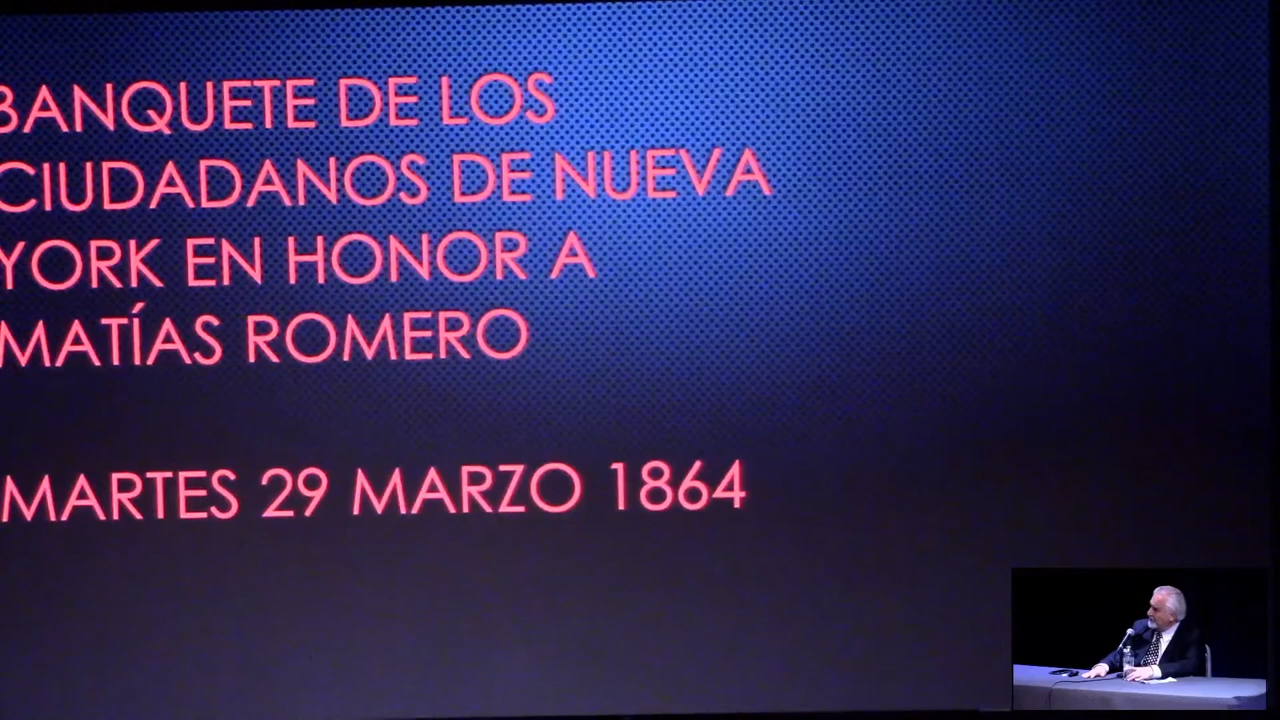 BANQUETE DE LOS
CIUDADANOS DE NUEVA
YORK EN HONOR A
MATÍAS ROMERO
MARTES 29 MARZO 1864